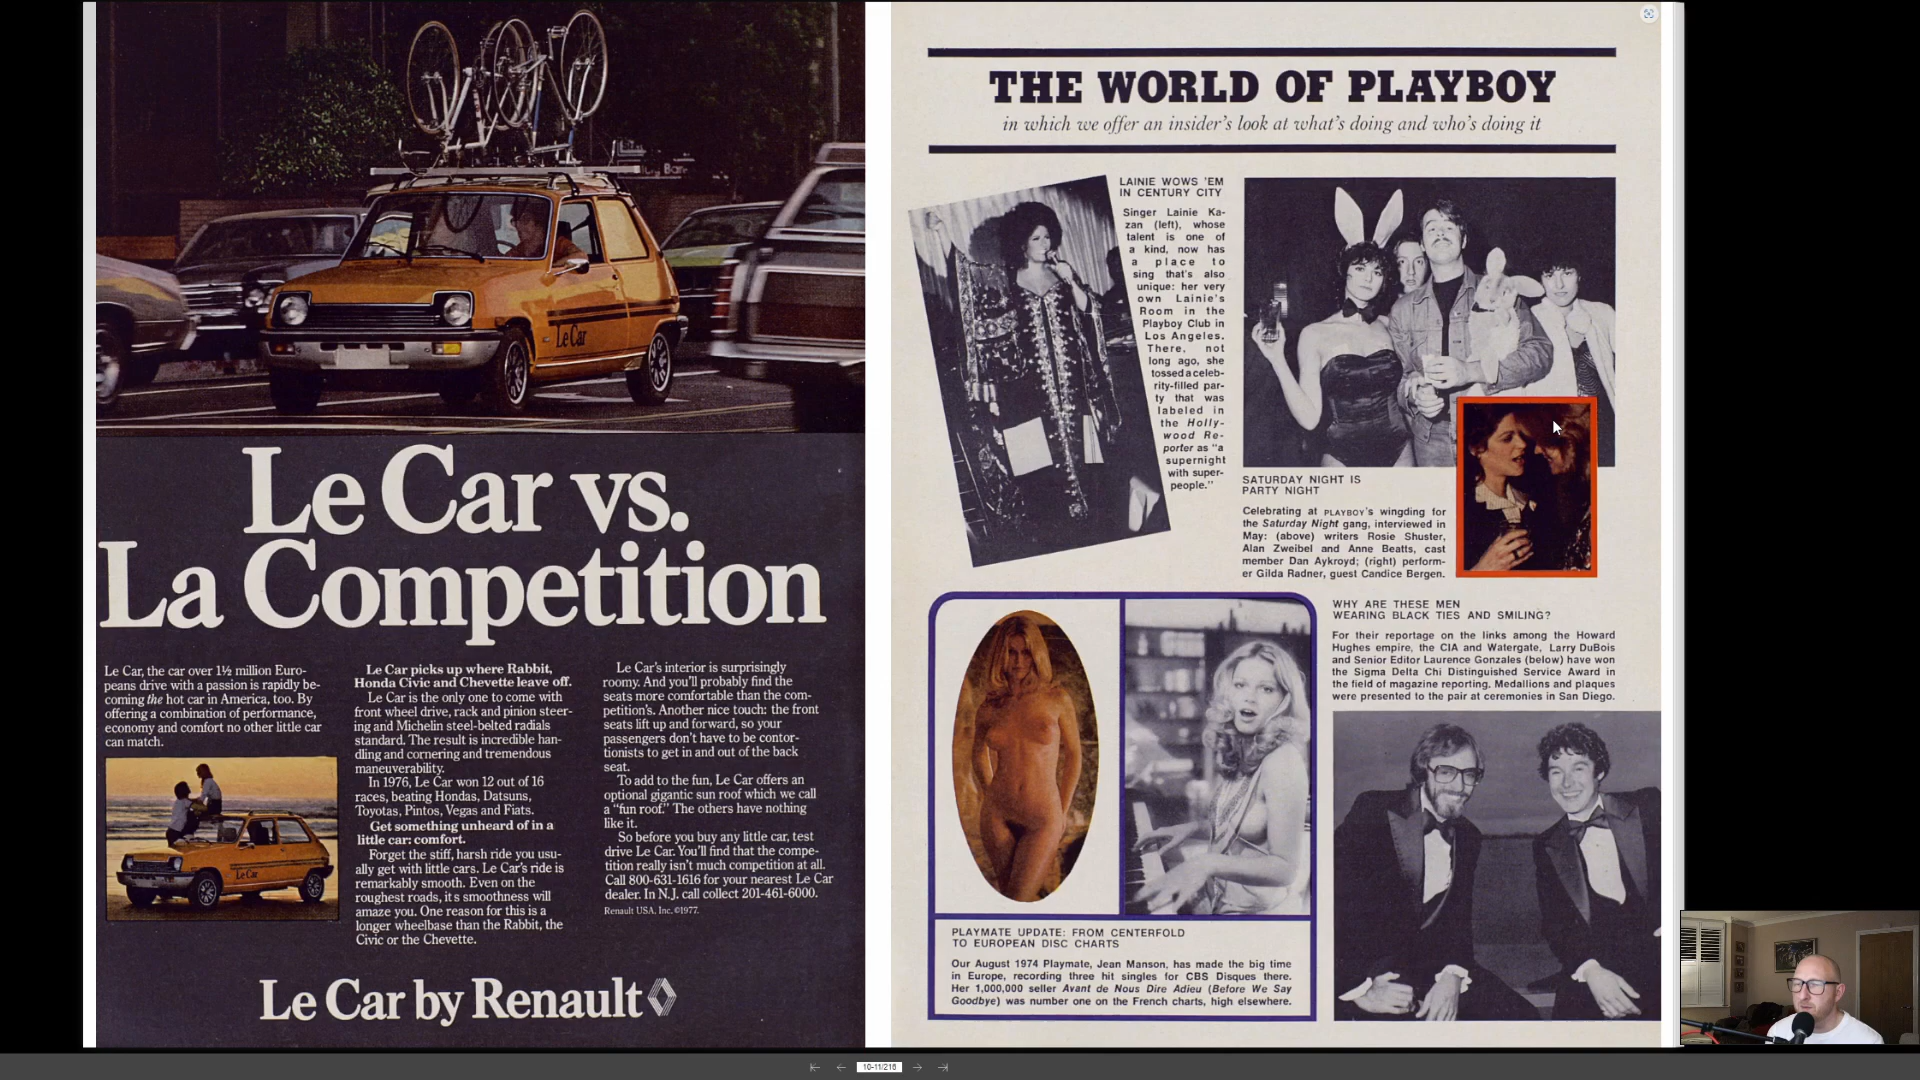 Le Car
Le Car vs.
La Competition
Le Car, the car over 1½ million Euro-
peans drive with a passion is rapidly be-
coming the hot car in America, too. By
offering a combination of performance,
economy and comfort no other little car
can match.
Le Car
Le Car picks up where Rabbit,
Honda Civic and Chevette leave off.
Le Car is the only one to come with
front wheel drive, rack and pinion steer-
ing and Michelin steel-belted radials
standard. The result is incredible han-
dling and cornering and tremendous
maneuverability.
In 1976, Le Car won 12 out of 16
races, beating Hondas, Datsuns,
Toyotas, Pintos, Vegas and Fiats.
Get something unheard of in a
little car: comfort.
Forget the stiff, harsh ride you usu-
ally get with little cars. Le Car's ride is
remarkably smooth. Even on the
roughest roads, its smoothness will
amaze you. One reason for this is a
longer wheelbase than the Rabbit, the
Civic or the Chevette.
Le Car's interior is surprisingly
roomy. And you'll probably find the
seats more comfortable than the com-
petition's. Another nice touch: the front
seats lift up and forward, so your
passengers don't have to be contor-
tionists to get in and out of the back
seat.
To add to the fun, Le Car offers an
optional gigantic sun roof which we call
a "fun roof." The others have nothing
like it.
So before you buy any little car, test
drive Le Car. You'll find that the compe-
tition really isn't much competition at all.
Call 800-631-1616 for your nearest Le Car
dealer. In N.J. call collect 201-461-6000.
Renault USA, Inc. ©1977.
Le Car by Renault
THE WORLD OF PLAYBOY
in which we offer an insider's look at what's doing and who's doing it
LAINIE WOWS 'EM
IN CENTURY CITY
Singer Lainie Ka-
zan (left), whose
talent is one of
a kind, now has
a place to
sing that's also
unique: her very
own Lainie's
Room in the
Playboy Club in
Los Angeles.
There, not
long ago, she
tossed a celeb-
rity-filled par-
ty that was
labeled in
the Holly-
wood Re-
porter as "a
supernight
with super-
people."
SATURDAY NIGHT IS
PARTY NIGHT
Celebrating at PLAYBOY's wingding for
the Saturday Night gang, interviewed in
May: (above) writers Rosie Shuster,
Alan Zweibel and Anne Beatts, cast
member Dan Aykroyd; (right) perform-
er Gilda Radner, guest Candice Bergen.
WHY ARE THESE MEN
WEARING BLACK TIES AND SMILING?
For their reportage on the links among the Howard
Hughes empire, the CIA and Watergate, Larry DuBois
and Senior Editor Laurence Gonzales (below) have won
the Sigma Delta Chi Distinguished Service Award in
the field of magazine reporting. Medallions and plaques
were presented to the pair at ceremonies in San Diego.
PLAYMATE UPDATE: FROM CENTERFOLD
TO EUROPEAN DISC CHARTS
Our August 1974 Playmate, Jean Manson, has made the big time
in Europe, recording three hit singles for CBS Disques there.
Her 1,000,000 seller Avant de Nous Dire Adieu (Before We Say
Goodbye) was number one on the French charts, high elsewhere.
10-11/216